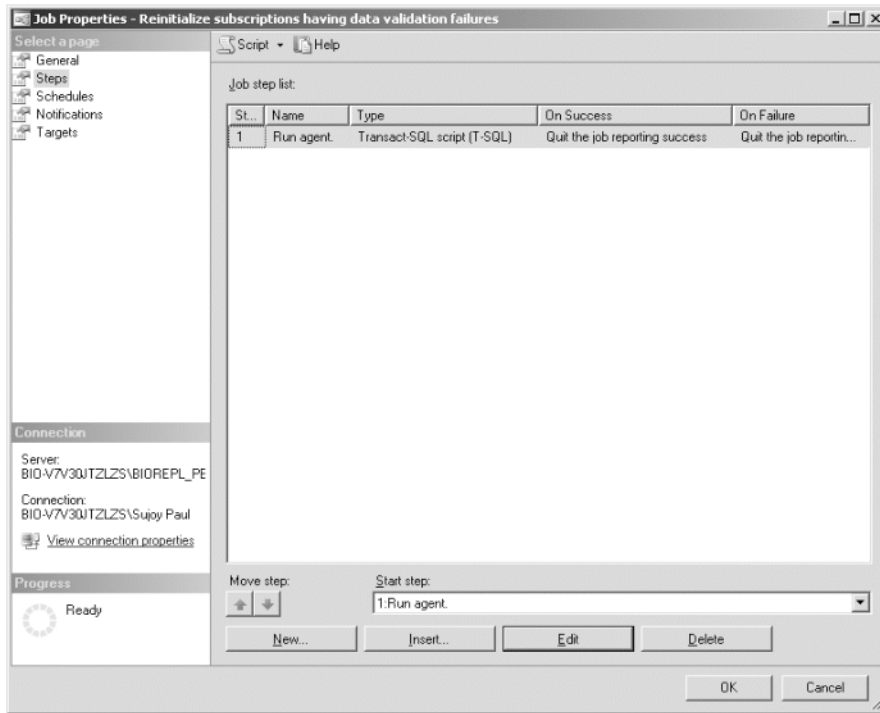 Job Properties - Reinitialize subscriptions having data validation failures
Select a page
General
Steps
Schedules
Notifications
Targets
Script
Help
Job step list:
St... Name Type On Success On Failure
1 Run agent. Transact-SQL script (T-SQL) Quit the job reporting success Quit the job reportin...
Connection
Server:
BIO-V7V30JTZLZS\BIOREPL_PE
Connection:
BIO-V7V30JTZLZS\Sujoy Paul
View connection properties
Progress
Ready
Move step:
Start step:
1:Run agent.
New... Insert... Edit Delete
OK Cancel